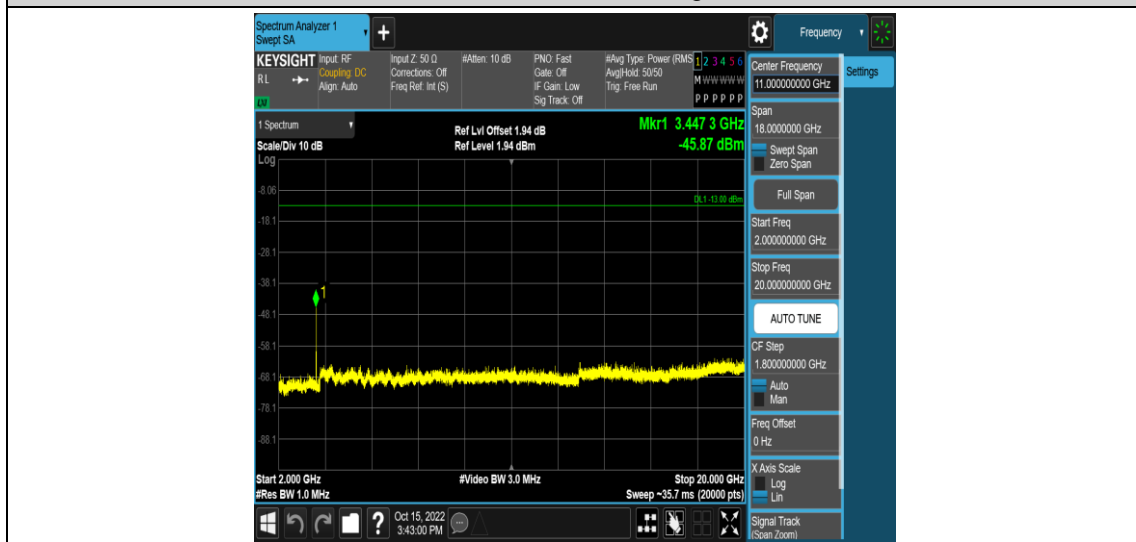 Spectrum Analyzer 1
Swept SA
+
Frequency
KEYSIGHT
RL
LXI
Input: RF
Coupling: DC
Align: Auto
Input Z: 50 Ω
Corrections: Off
Freq Ref: Int (S)
#Atten: 10 dB
PNO: Fast
Gate: Off
IF Gain: Low
Sig Track: Off
#Avg Type: Power (RMS
Avg|Hold: 50/50
Trig: Free Run
1 2 3 4 5 6
M W W W W W
P P P P P P
Center Frequency
11.000000000 GHz
Settings
Span
18.0000000 GHz
Swept Span
Zero Span
Full Span
Start Freq
2.000000000 GHz
Stop Freq
20.000000000 GHz
AUTO TUNE
CF Step
1.800000000 GHz
Auto
Man
Freq Offset
0 Hz
X Axis Scale
Log
Lin
Signal Track
(Span Zoom)
1 Spectrum
Scale/Div 10 dB
Log
Ref Lvl Offset 1.94 dB
Ref Level 1.94 dBm
Mkr1 3.447 3 GHz
-45.87 dBm
-8.06
DL1 -13.00 dBm
-18.1
-28.1
-38.1
1
-48.1
-58.1
-68.1
-78.1
-88.1
Start 2.000 GHz
#Video BW 3.0 MHz
Stop 20.000 GHz
#Res BW 1.0 MHz
Sweep ~35.7 ms (20000 pts)
?
Oct 15, 2022
3:43:00 PM